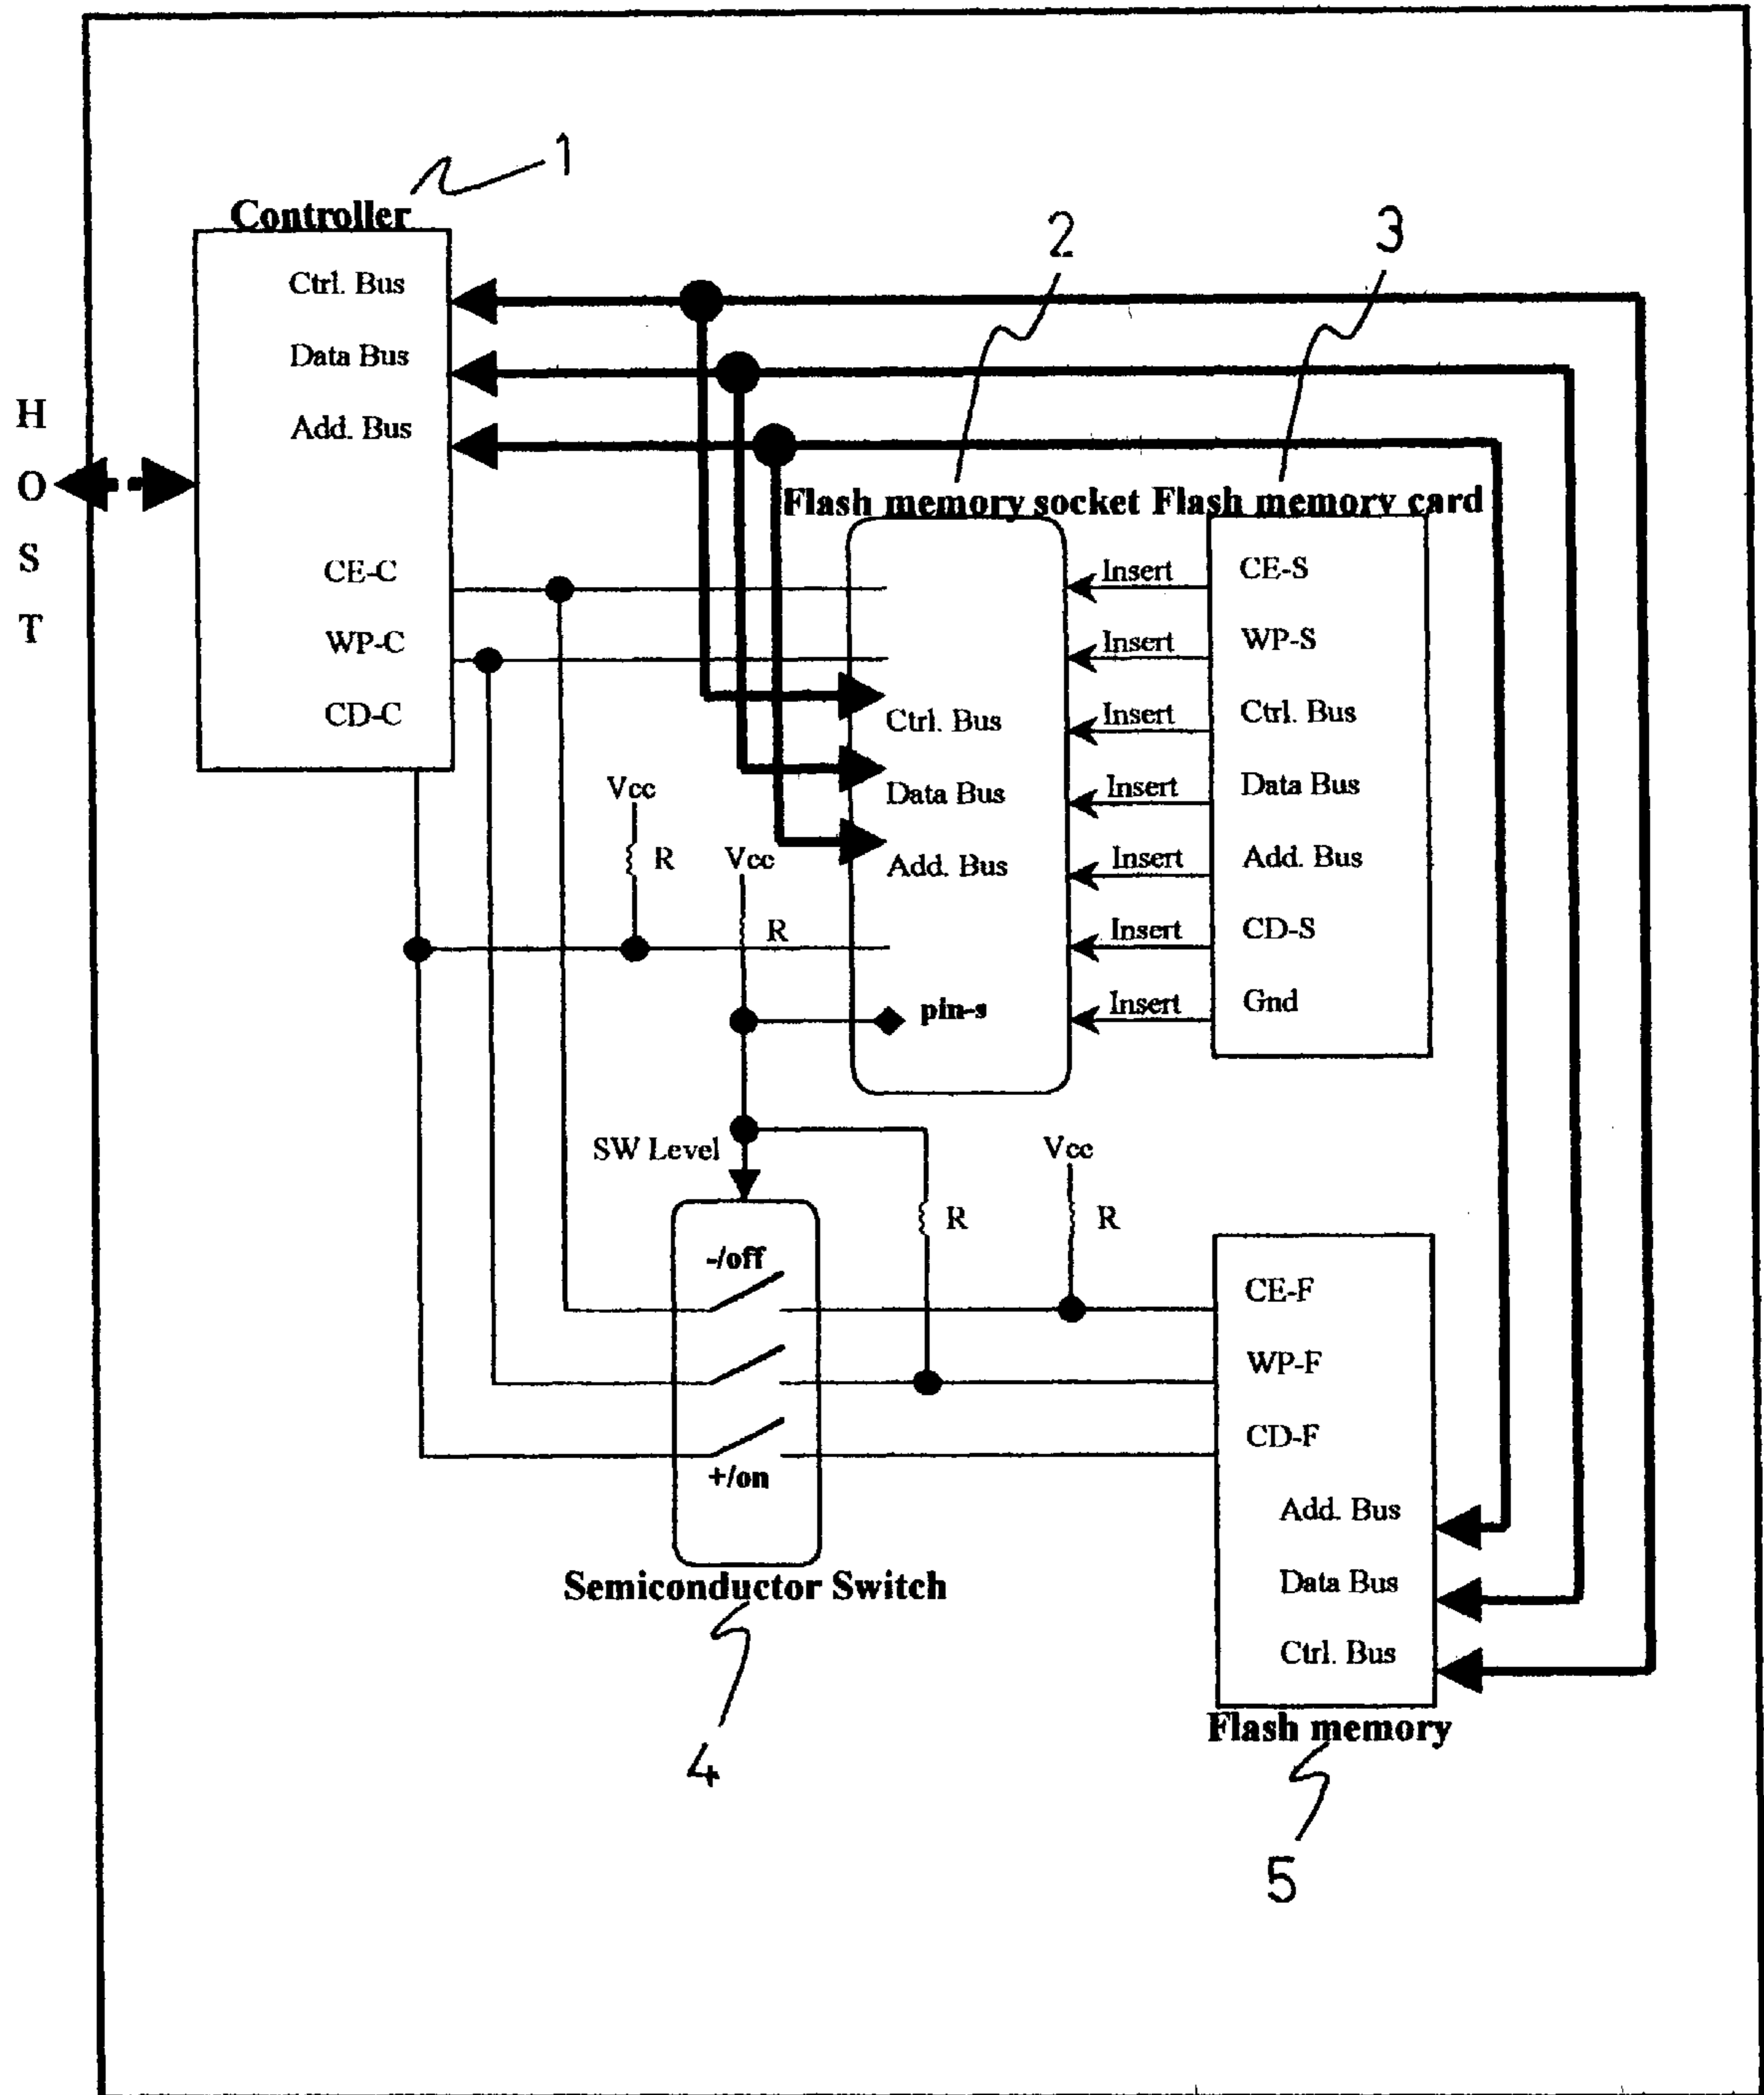 1
Controller
2
3
Ctrl. Bus
Data Bus
Add. Bus
H
O
S
T
CE-C
WP-C
CD-C
Flash memory socket
Flash memory card
Insert
CE-S
Insert
WP-S
Ctrl. Bus
Insert
Ctrl. Bus
Data Bus
Insert
Data Bus
Add. Bus
Insert
Add. Bus
Insert
CD-S
pin-s
Insert
Gnd
Vcc
R
Vcc
R
SW Level
Vcc
R
R
-/off
+/on
Semiconductor Switch
4
CE-F
WP-F
CD-F
Add. Bus
Data Bus
Ctrl. Bus
Flash memory
5